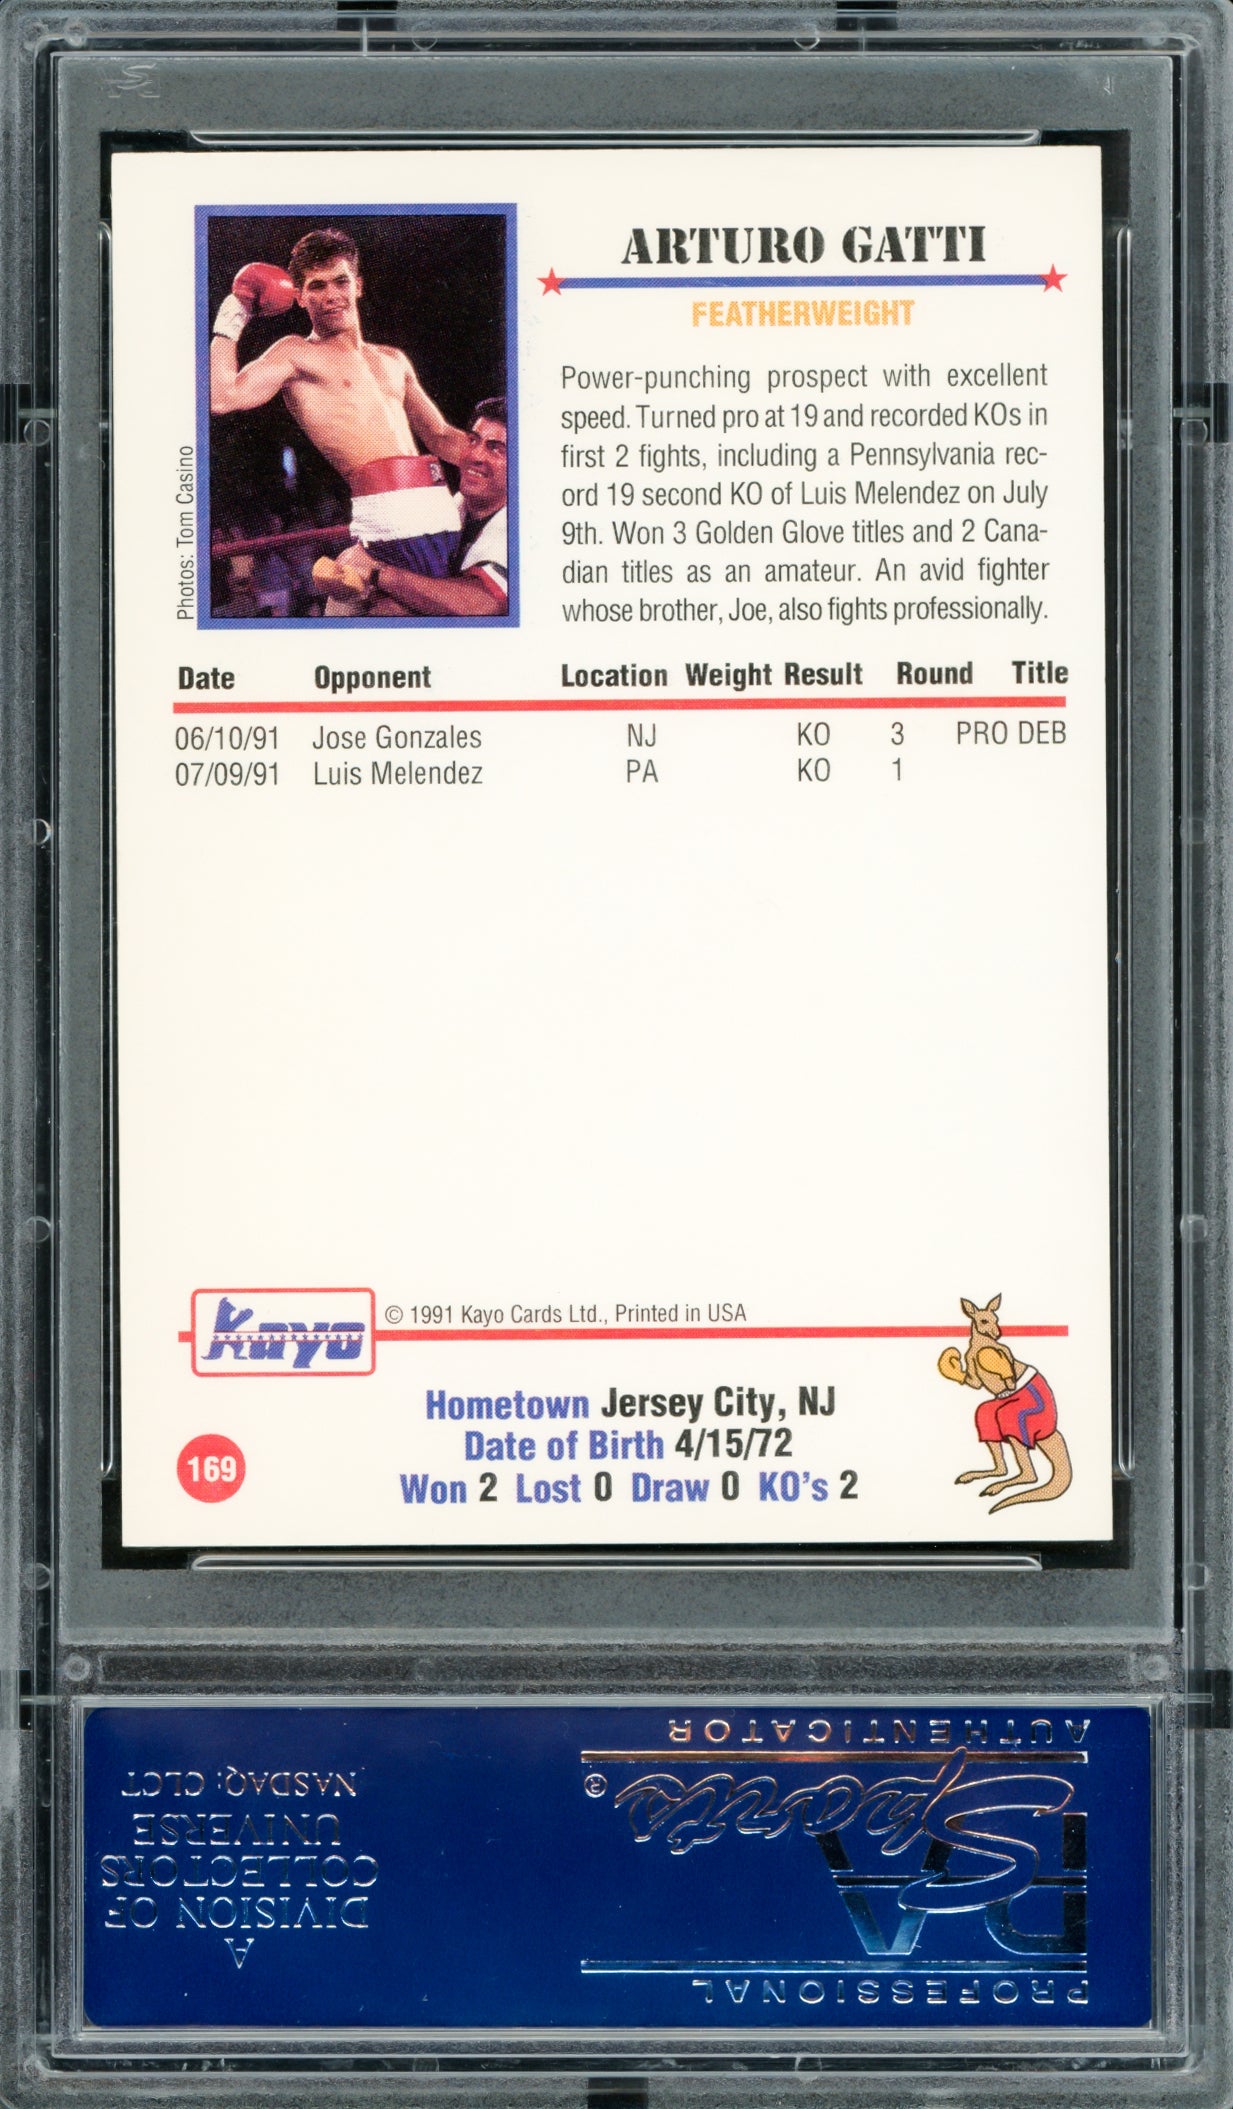 ARTURO GATTI
FEATHERWEIGHT
Power-punching prospect with excellent
speed. Turned pro at 19 and recorded KOs in
first 2 fights, including a Pennsylvania rec-
ord 19 second KO of Luis Melendez on July
9th. Won 3 Golden Glove titles and 2 Cana-
dian titles as an amateur. An avid fighter
whose brother, Joe, also fights professionally.
Photos: Tom Casino
Date Opponent Location Weight Result Round Title
06/10/91 Jose Gonzales NJ KO 3 PRO DEB
07/09/91 Luis Melendez PA KO 1
Kayo
© 1991 Kayo Cards Ltd., Printed in USA
Hometown Jersey City, NJ
Date of Birth 4/15/72
Won 2 Lost 0 Draw 0 KO's 2
169
PROFESSIONAL
PSA
Sports ®
AUTHENTICATOR
A
DIVISION OF
COLLECTORS
UNIVERSE
NASDAQ: CLCT